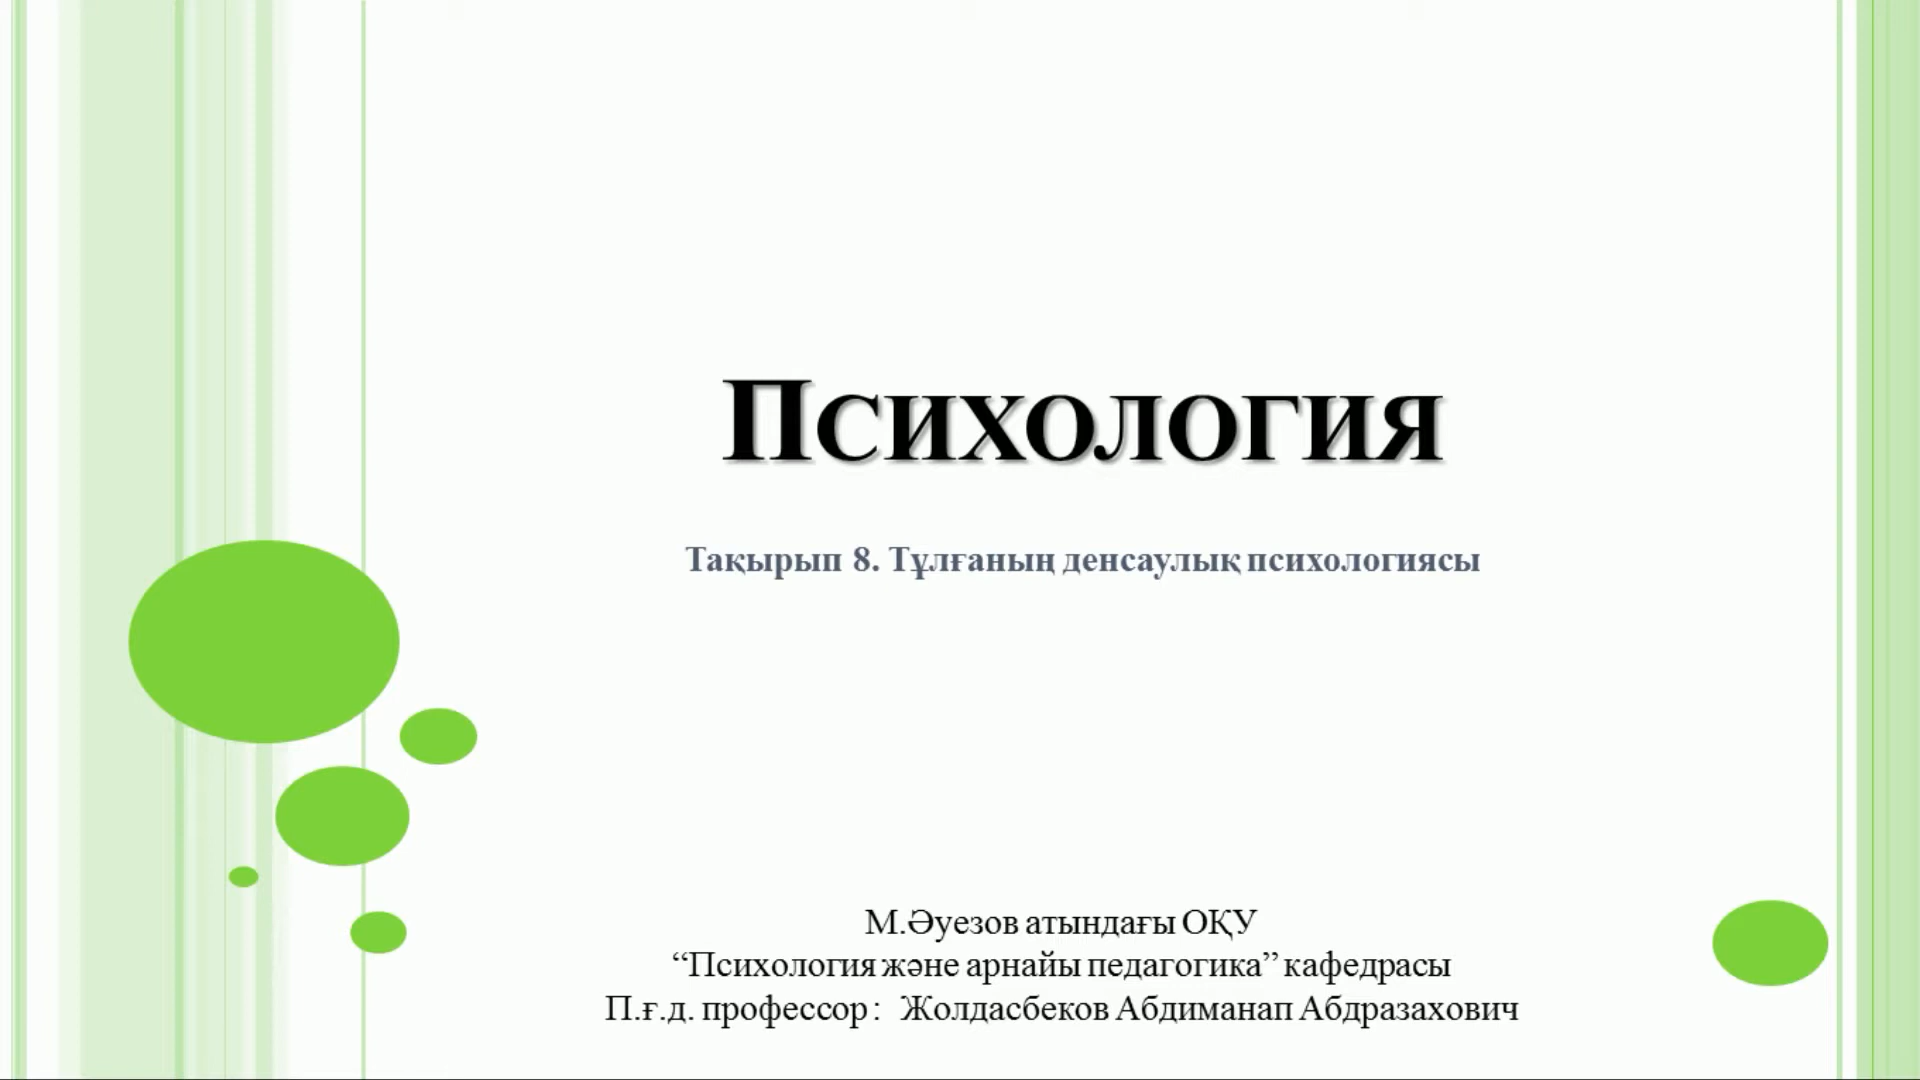 Психология
Тақырып 8. Тұлғаның денсаулық психологиясы
М.Әуезов атындағы ОҚУ
“Психология және арнайы педагогика” кафедрасы
П.ғ.д. профессор: Жолдасбеков Абдиманап Абдразахович